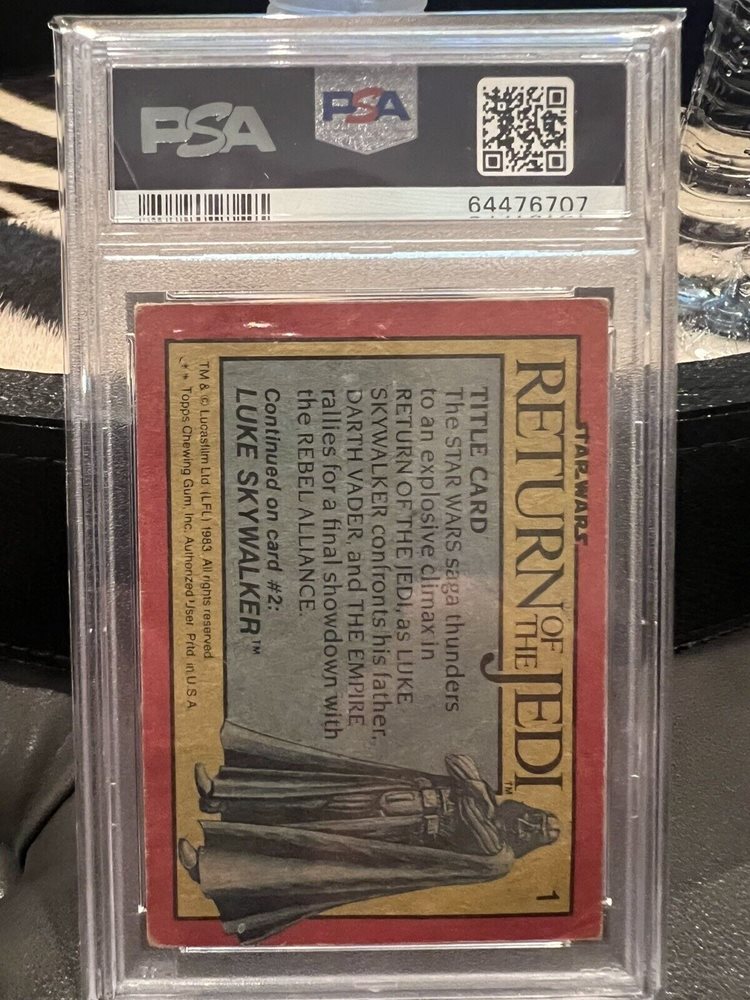 PSA
PSA
64476707
STAR WARS
RETURN OF THE JEDI™
1
TITLE CARD
The STAR WARS saga thunders
to an explosive climax in
RETURN OF THE JEDI, as LUKE
SKYWALKER confronts his father,
DARTH VADER, and THE EMPIRE
rallies for a final showdown with
the REBEL ALLIANCE.
Continued on card #2:
LUKE SKYWALKER™
TM & © Lucasfilm Ltd. (LFL) 1983. All rights reserved.
** Topps Chewing Gum, Inc. Authorized User. Prtd. in U.S.A.